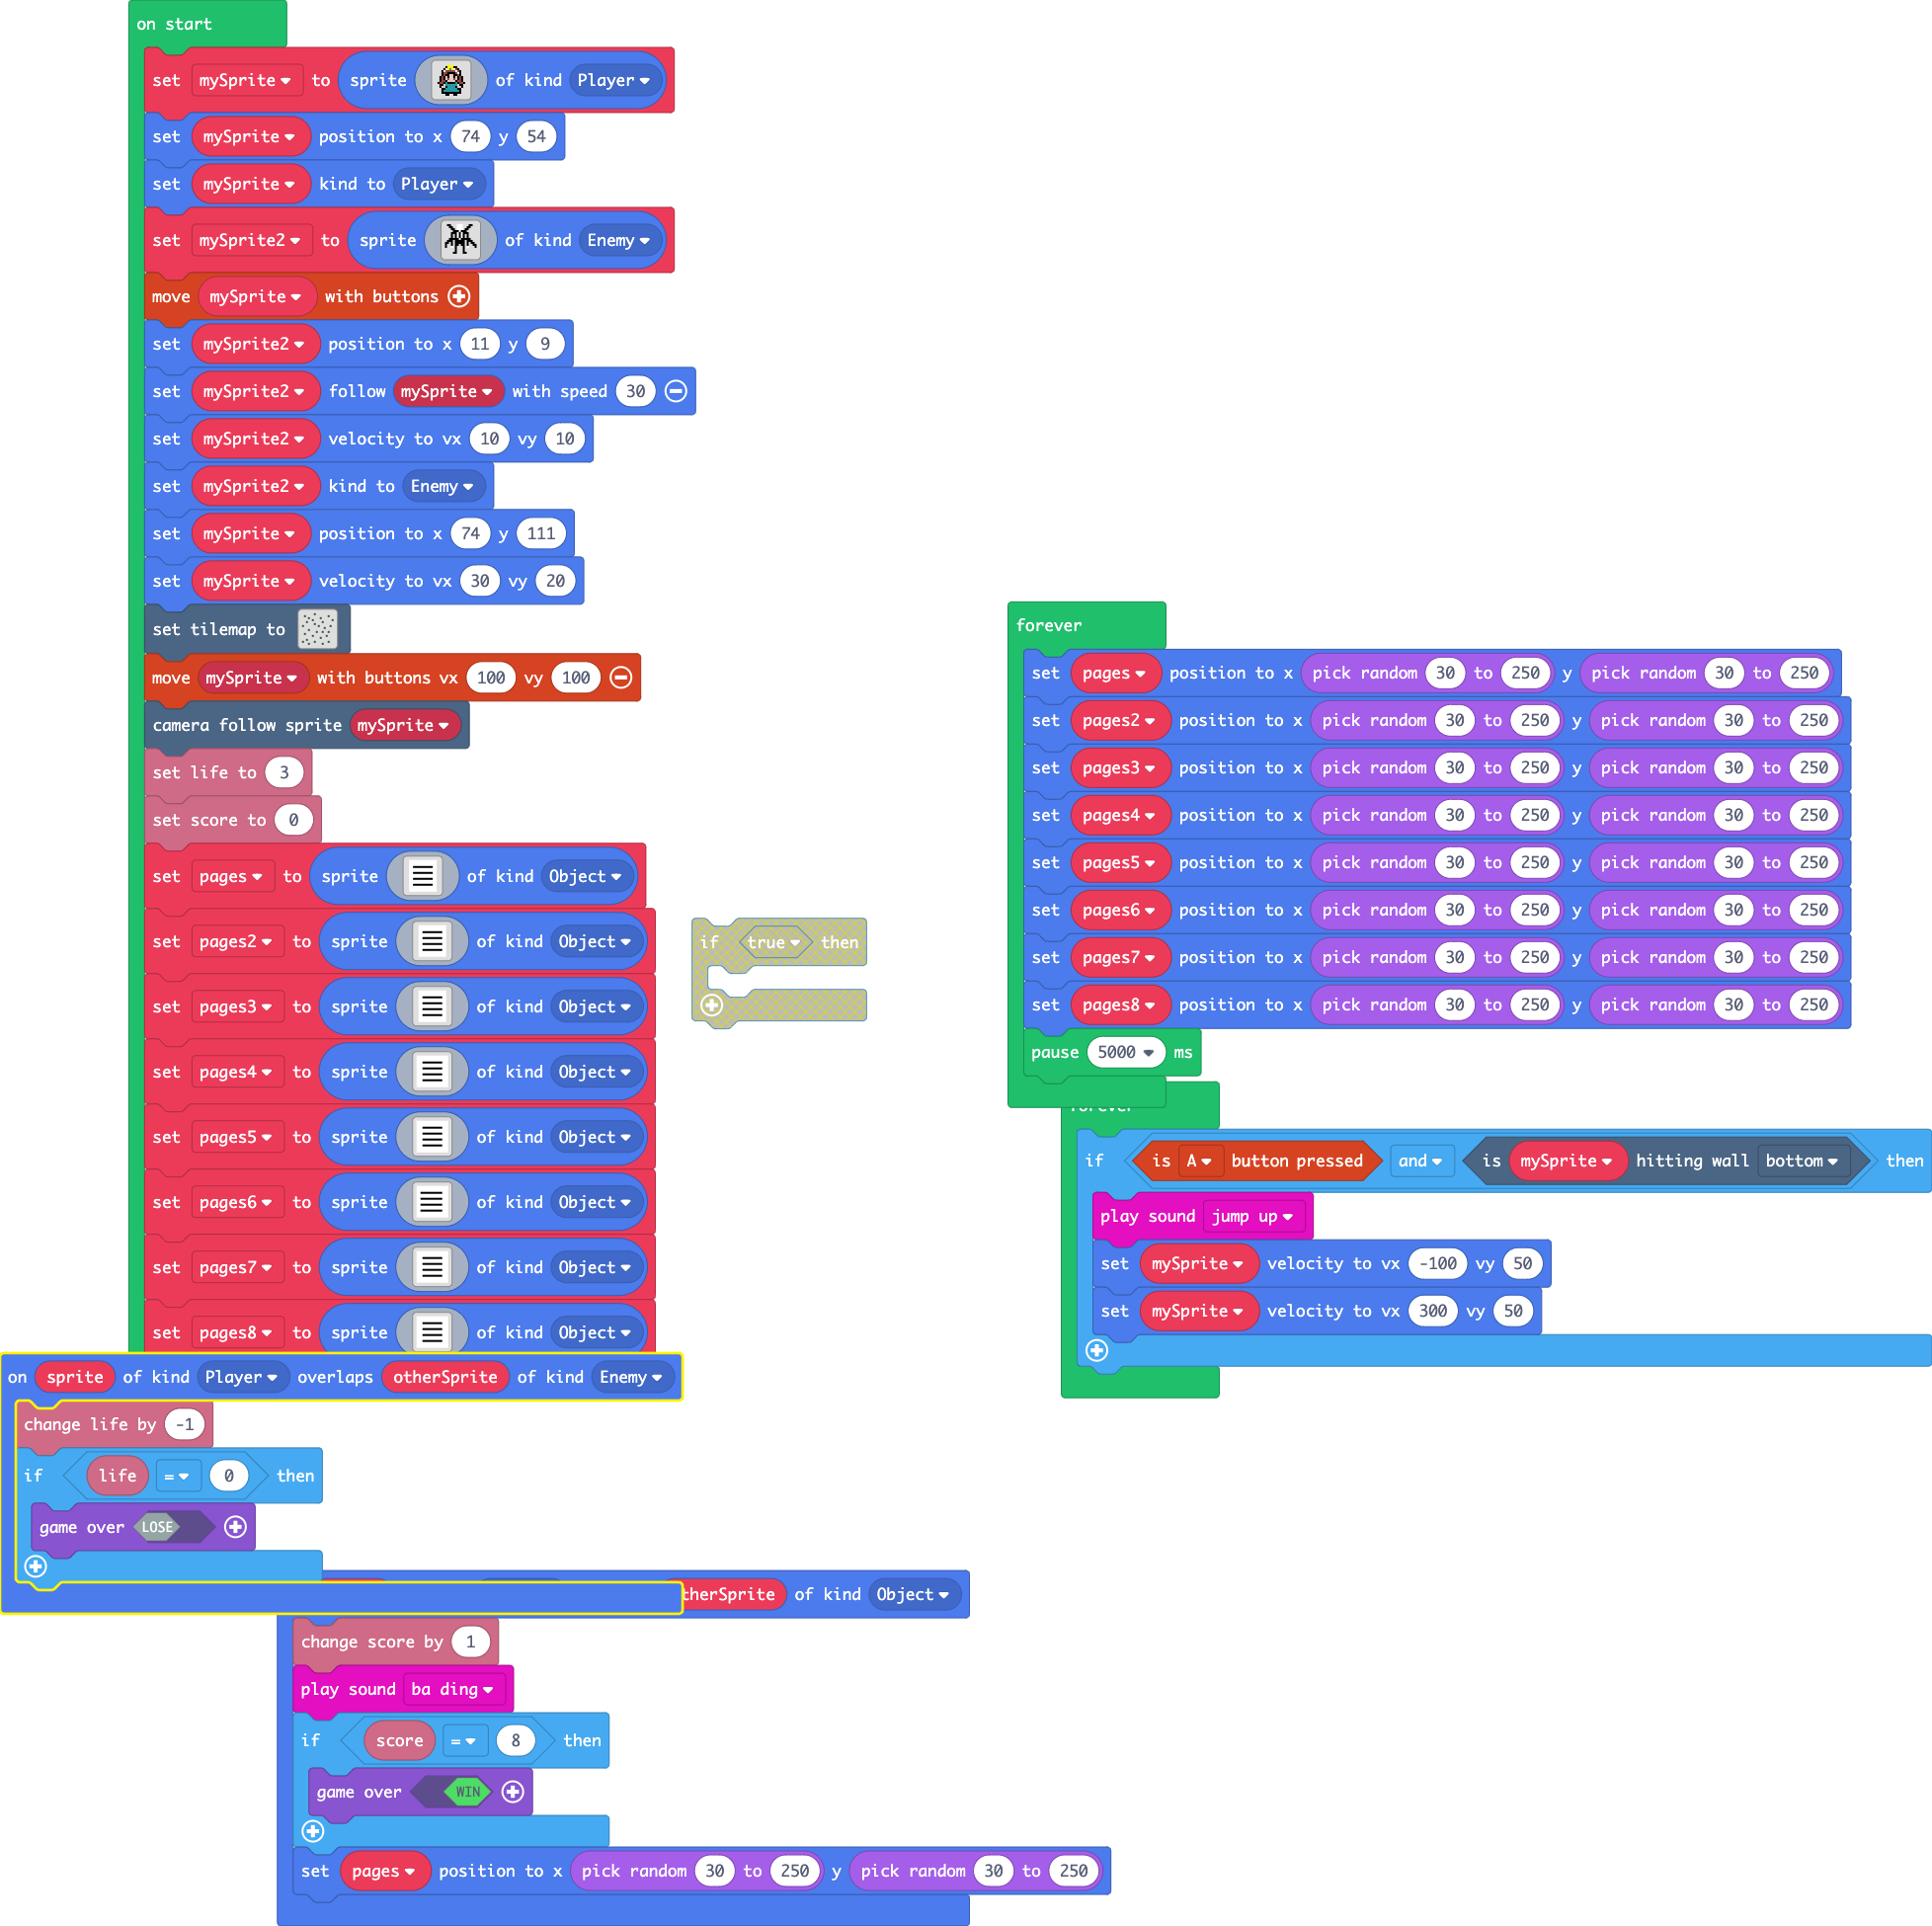 on start
set mySprite to sprite of kind Player
set mySprite position to x 74 y 54
set mySprite kind to Player
set mySprite2 to sprite of kind Enemy
move mySprite with buttons
set mySprite2 position to x 11 y 9
set mySprite2 follow mySprite with speed 30
set mySprite2 velocity to vx 10 vy 10
set mySprite2 kind to Enemy
set mySprite position to x 74 y 111
set mySprite velocity to vx 30 vy 20
set tilemap to
move mySprite with buttons vx 100 vy 100
camera follow sprite mySprite
set life to 3
set score to 0
set pages to sprite of kind Object
set pages2 to sprite of kind Object
set pages3 to sprite of kind Object
set pages4 to sprite of kind Object
set pages5 to sprite of kind Object
set pages6 to sprite of kind Object
set pages7 to sprite of kind Object
set pages8 to sprite of kind Object
if true then
on sprite of kind Player overlaps otherSprite of kind Enemy
change life by -1
if life = 0 then
game over LOSE
therSprite of kind Object
change score by 1
play sound ba ding
if score = 8 then
game over WIN
set pages position to x pick random 30 to 250 y pick random 30 to 250
forever
set pages position to x pick random 30 to 250 y pick random 30 to 250
set pages2 position to x pick random 30 to 250 y pick random 30 to 250
set pages3 position to x pick random 30 to 250 y pick random 30 to 250
set pages4 position to x pick random 30 to 250 y pick random 30 to 250
set pages5 position to x pick random 30 to 250 y pick random 30 to 250
set pages6 position to x pick random 30 to 250 y pick random 30 to 250
set pages7 position to x pick random 30 to 250 y pick random 30 to 250
set pages8 position to x pick random 30 to 250 y pick random 30 to 250
pause 5000 ms
forever
if is A button pressed and is mySprite hitting wall bottom then
play sound jump up
set mySprite velocity to vx -100 vy 50
set mySprite velocity to vx 300 vy 50